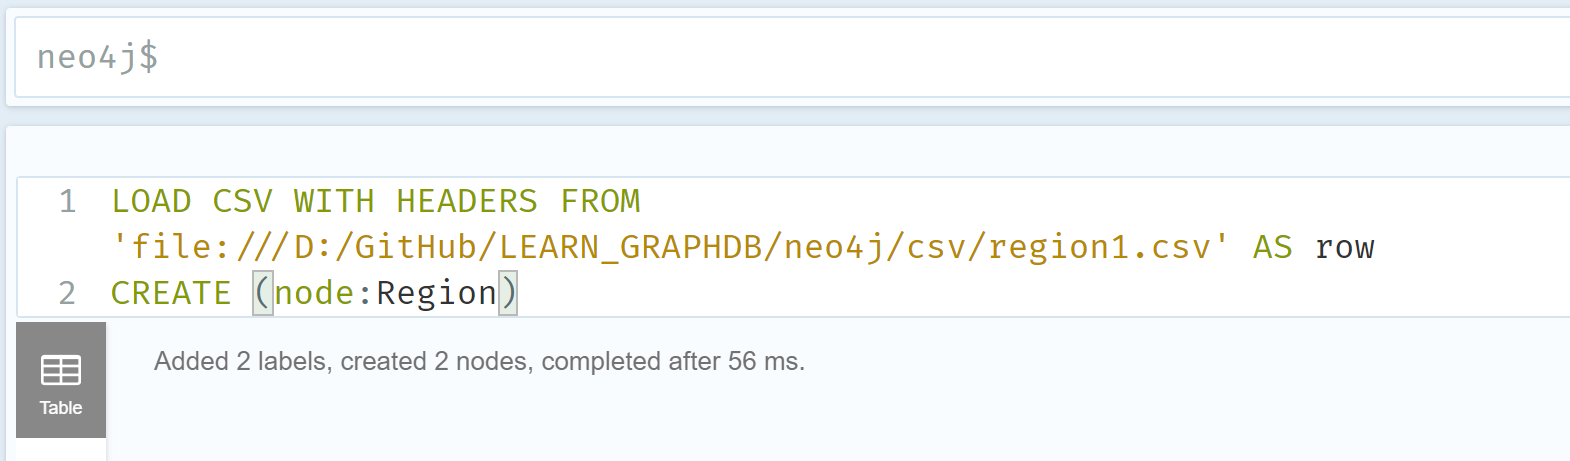 neo4j$
1 LOAD CSV WITH HEADERS FROM
'file:///D:/GitHub/LEARN_GRAPHDB/neo4j/csv/region1.csv' AS row
2 CREATE (node:Region)
Added 2 labels, created 2 nodes, completed after 56 ms.
Table